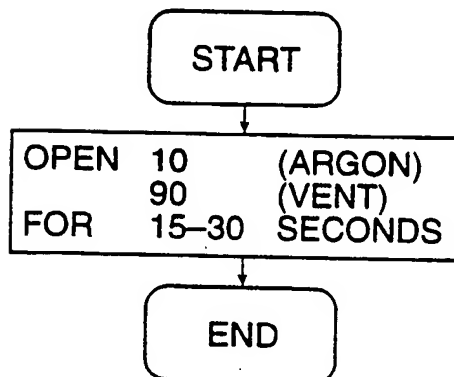 START
OPEN 10 (ARGON)
90 (VENT)
FOR 15–30 SECONDS
END